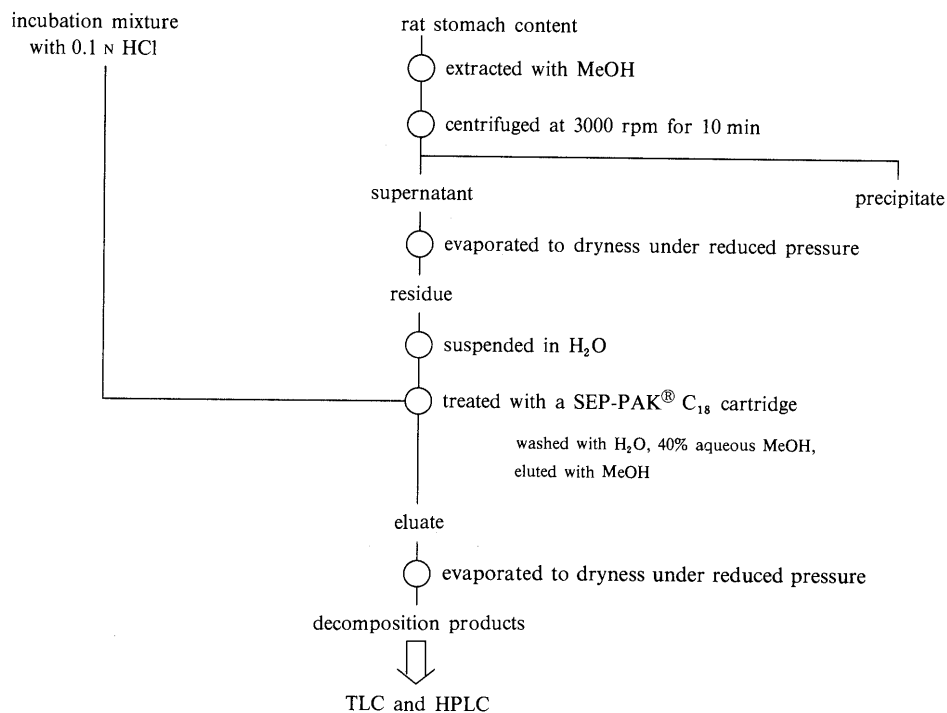 incubation mixture
with 0.1 N HCl
rat stomach content
extracted with MeOH
centrifuged at 3000 rpm for 10 min
supernatant
precipitate
evaporated to dryness under reduced pressure
residue
suspended in H₂O
treated with a SEP-PAK® C₁₈ cartridge
washed with H₂O, 40% aqueous MeOH,
eluted with MeOH
eluate
evaporated to dryness under reduced pressure
decomposition products
TLC and HPLC